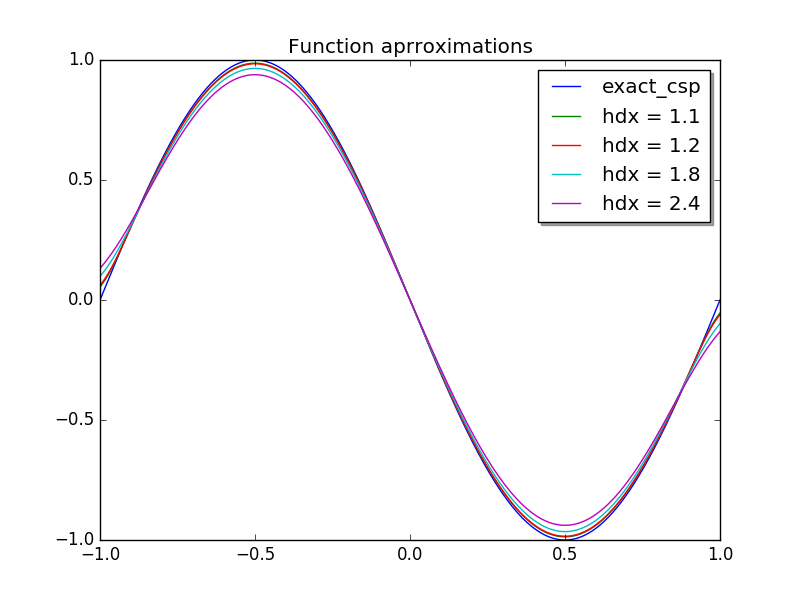 Function aprroximations
exact_csp
hdx = 1.1
hdx = 1.2
hdx = 1.8
hdx = 2.4
1.0
0.5
0.0
−0.5
−1.0
−1.0 −0.5 0.0 0.5 1.0